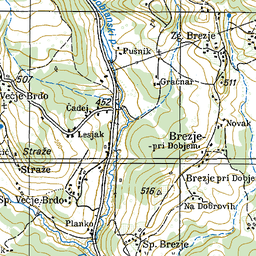 Pušnik
Zg. Brezje
507
Gračnar
511
Večje Brdo
Čadej
452
Novak
Lesjak
Brezje
pri Dobjem
Straže
Straže
Brezje pri Dobjem
516
Sp. Večje Brdo
Na Dobrovih
Planko
Sp. Brezje